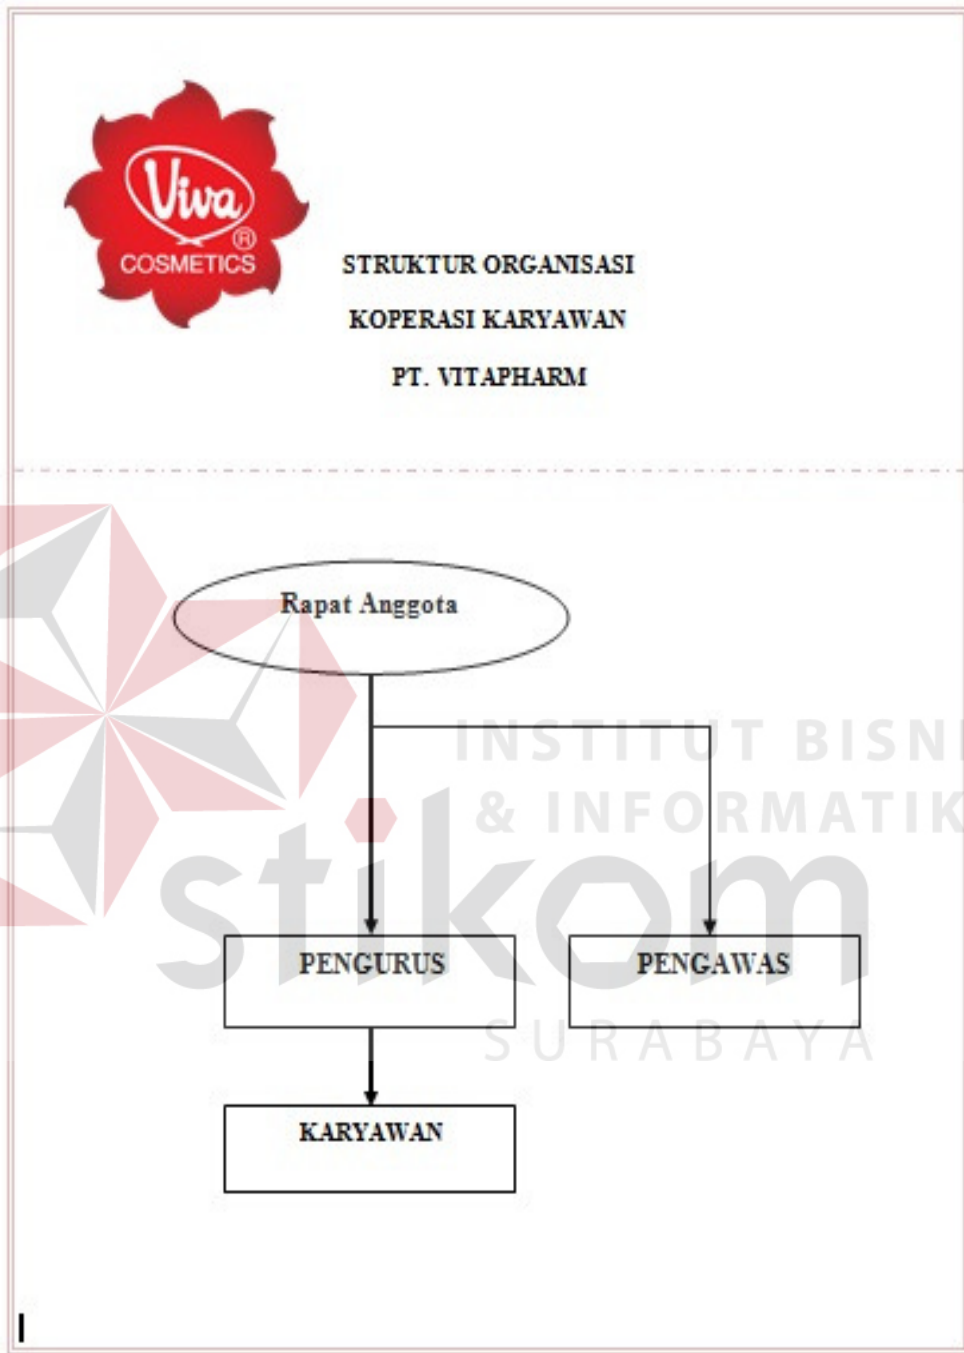 Viva
®
COSMETICS
STRUKTUR ORGANISASI
KOPERASI KARYAWAN
PT. VITAPHARM
Rapat Anggota
INSTITUT BISNI
& INFORMATIK
stikom
SURABAYA
PENGURUS
PENGAWAS
KARYAWAN